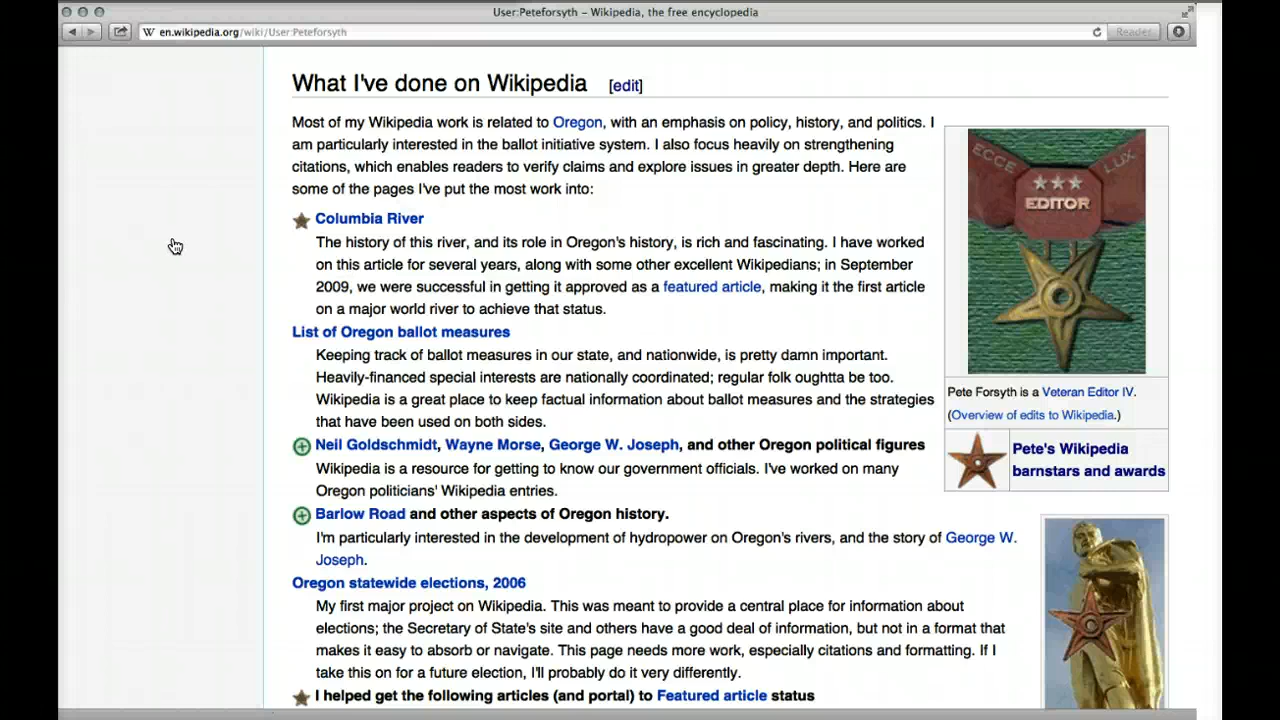 User:Peteforsyth – Wikipedia, the free encyclopedia
W en.wikipedia.org/wiki/User:Peteforsyth
Reader
What I've done on Wikipedia [edit]
Most of my Wikipedia work is related to Oregon, with an emphasis on policy, history, and politics. I
am particularly interested in the ballot initiative system. I also focus heavily on strengthening
citations, which enables readers to verify claims and explore issues in greater depth. Here are
some of the pages I've put the most work into:
Columbia River
The history of this river, and its role in Oregon's history, is rich and fascinating. I have worked
on this article for several years, along with some other excellent Wikipedians; in September
2009, we were successful in getting it approved as a featured article, making it the first article
on a major world river to achieve that status.
List of Oregon ballot measures
Keeping track of ballot measures in our state, and nationwide, is pretty damn important.
Heavily-financed special interests are nationally coordinated; regular folk oughtta be too.
Wikipedia is a great place to keep factual information about ballot measures and the strategies
that have been used on both sides.
Neil Goldschmidt, Wayne Morse, George W. Joseph, and other Oregon political figures
Wikipedia is a resource for getting to know our government officials. I've worked on many
Oregon politicians' Wikipedia entries.
Barlow Road and other aspects of Oregon history.
I'm particularly interested in the development of hydropower on Oregon's rivers, and the story of George W.
Joseph.
Oregon statewide elections, 2006
My first major project on Wikipedia. This was meant to provide a central place for information about
elections; the Secretary of State's site and others have a good deal of information, but not in a format that
makes it easy to absorb or navigate. This page needs more work, especially citations and formatting. If I
take this on for a future election, I'll probably do it very differently.
I helped get the following articles (and portal) to Featured article status
ECCE LUX
EDITOR
Pete Forsyth is a Veteran Editor IV.
(Overview of edits to Wikipedia.)
Pete's Wikipedia
barnstars and awards